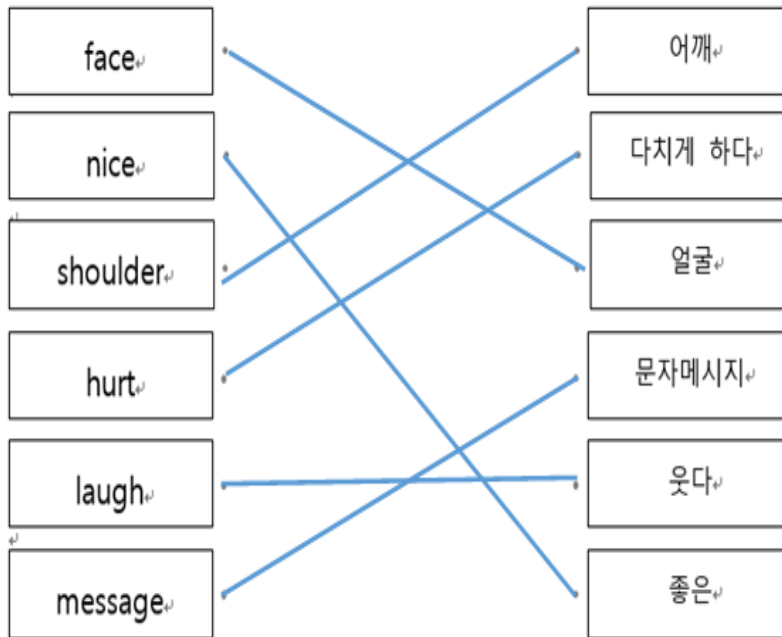 face
어깨
nice
다치게 하다
shoulder
얼굴
hurt
문자메시지
laugh
웃다
message
좋은